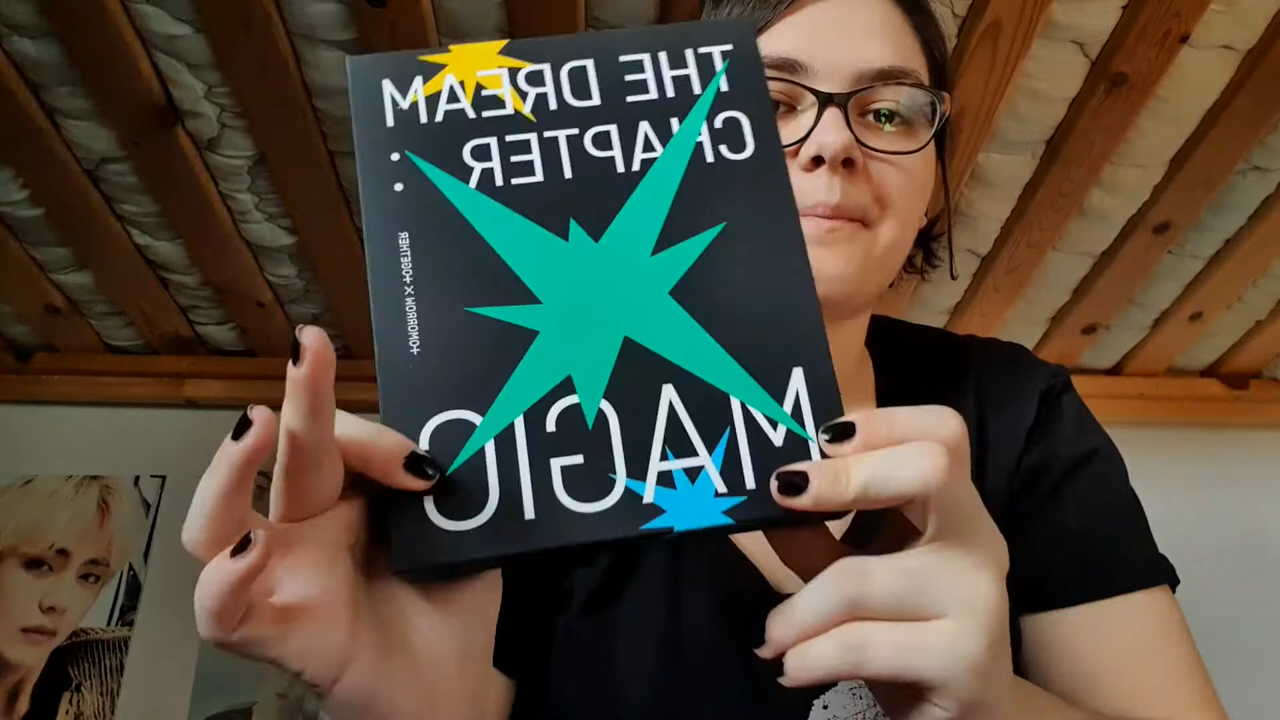 THE DREAM
CHAPTER
:
MAGIC
TOMORROW X TOGETHER